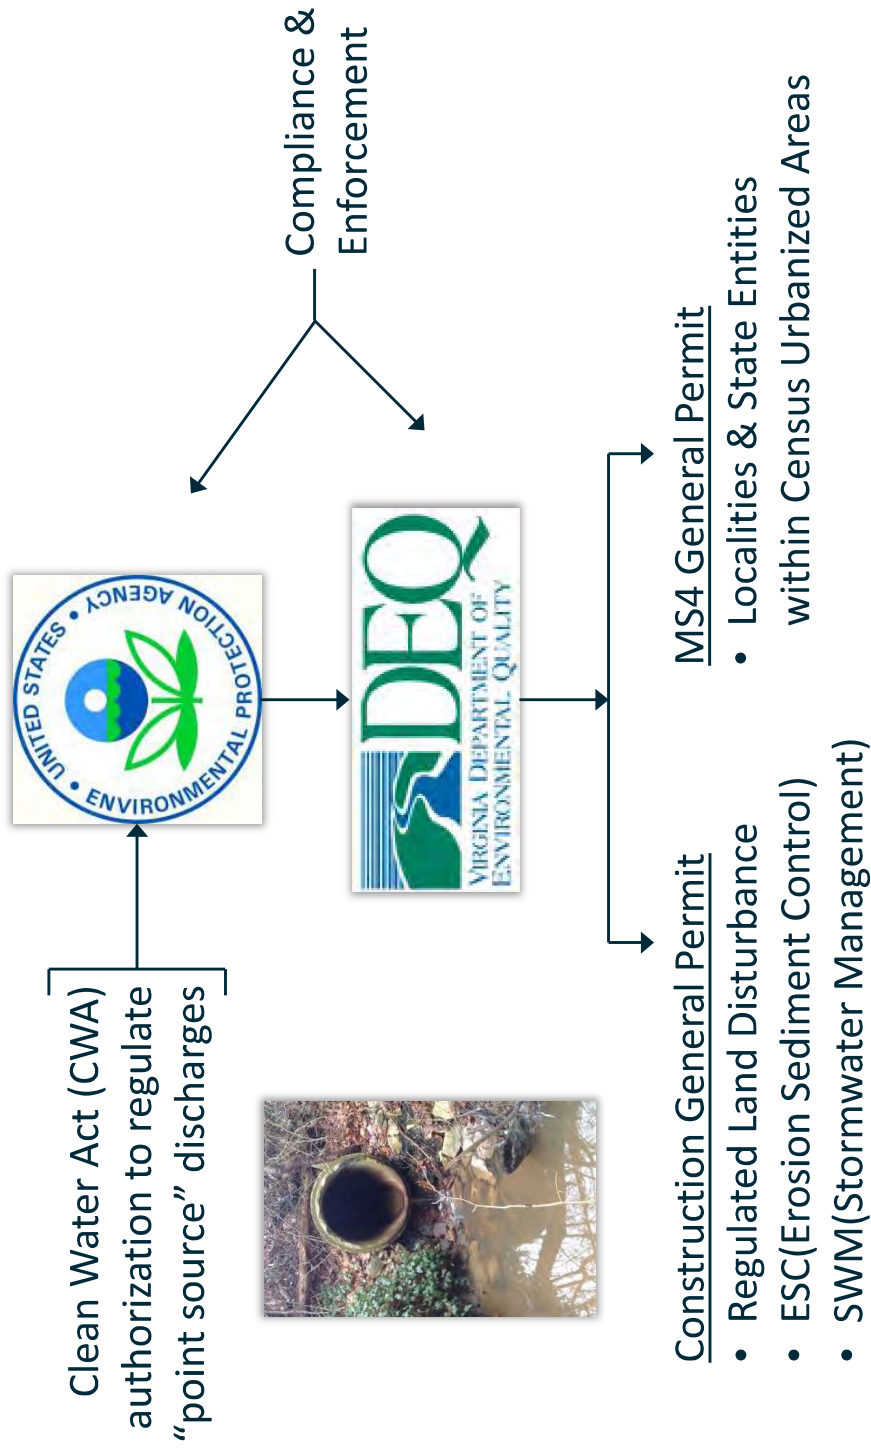 Clean Water Act (CWA)
authorization to regulate
“point source” discharges
UNITED STATES • ENVIRONMENTAL PROTECTION AGENCY •
Compliance &
Enforcement
DEQ
VIRGINIA DEPARTMENT OF
ENVIRONMENTAL QUALITY
Construction General Permit
• Regulated Land Disturbance
• ESC(Erosion Sediment Control)
• SWM(Stormwater Management)
MS4 General Permit
• Localities & State Entities
within Census Urbanized Areas